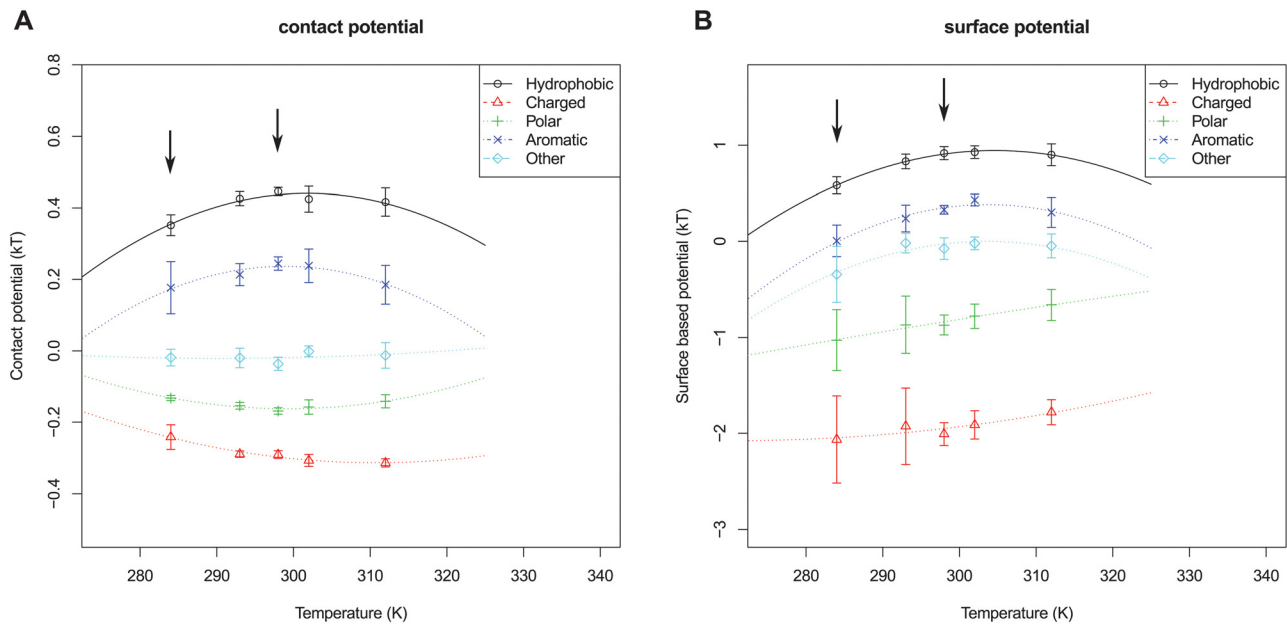 A
contact potential
Contact potential (kT)
0.8
0.6
0.4
0.2
0.0
−0.2
−0.4
Hydrophobic
Charged
Polar
Aromatic
Other
280
290
300
310
320
330
340
Temperature (K)
B
surface potential
Surface based potential (kT)
1
0
−1
−2
−3
Hydrophobic
Charged
Polar
Aromatic
Other
280
290
300
310
320
330
340
Temperature (K)